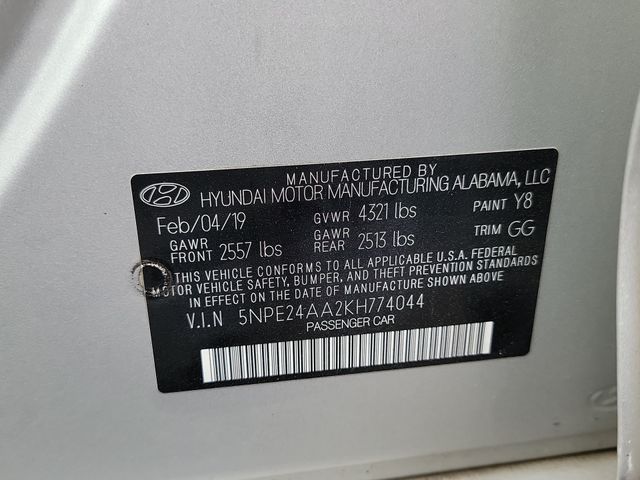 MANUFACTURED BY
HYUNDAI MOTOR MANUFACTURING ALABAMA, LLC
Feb/04/19 GVWR 4321 lbs PAINT Y8
GAWR FRONT 2557 lbs GAWR REAR 2513 lbs TRIM GG
THIS VEHICLE CONFORMS TO ALL APPLICABLE U.S.A. FEDERAL
MOTOR VEHICLE SAFETY, BUMPER, AND THEFT PREVENTION STANDARDS
IN EFFECT ON THE DATE OF MANUFACTURE SHOWN ABOVE
V.I.N 5NPE24AA2KH774044
PASSENGER CAR